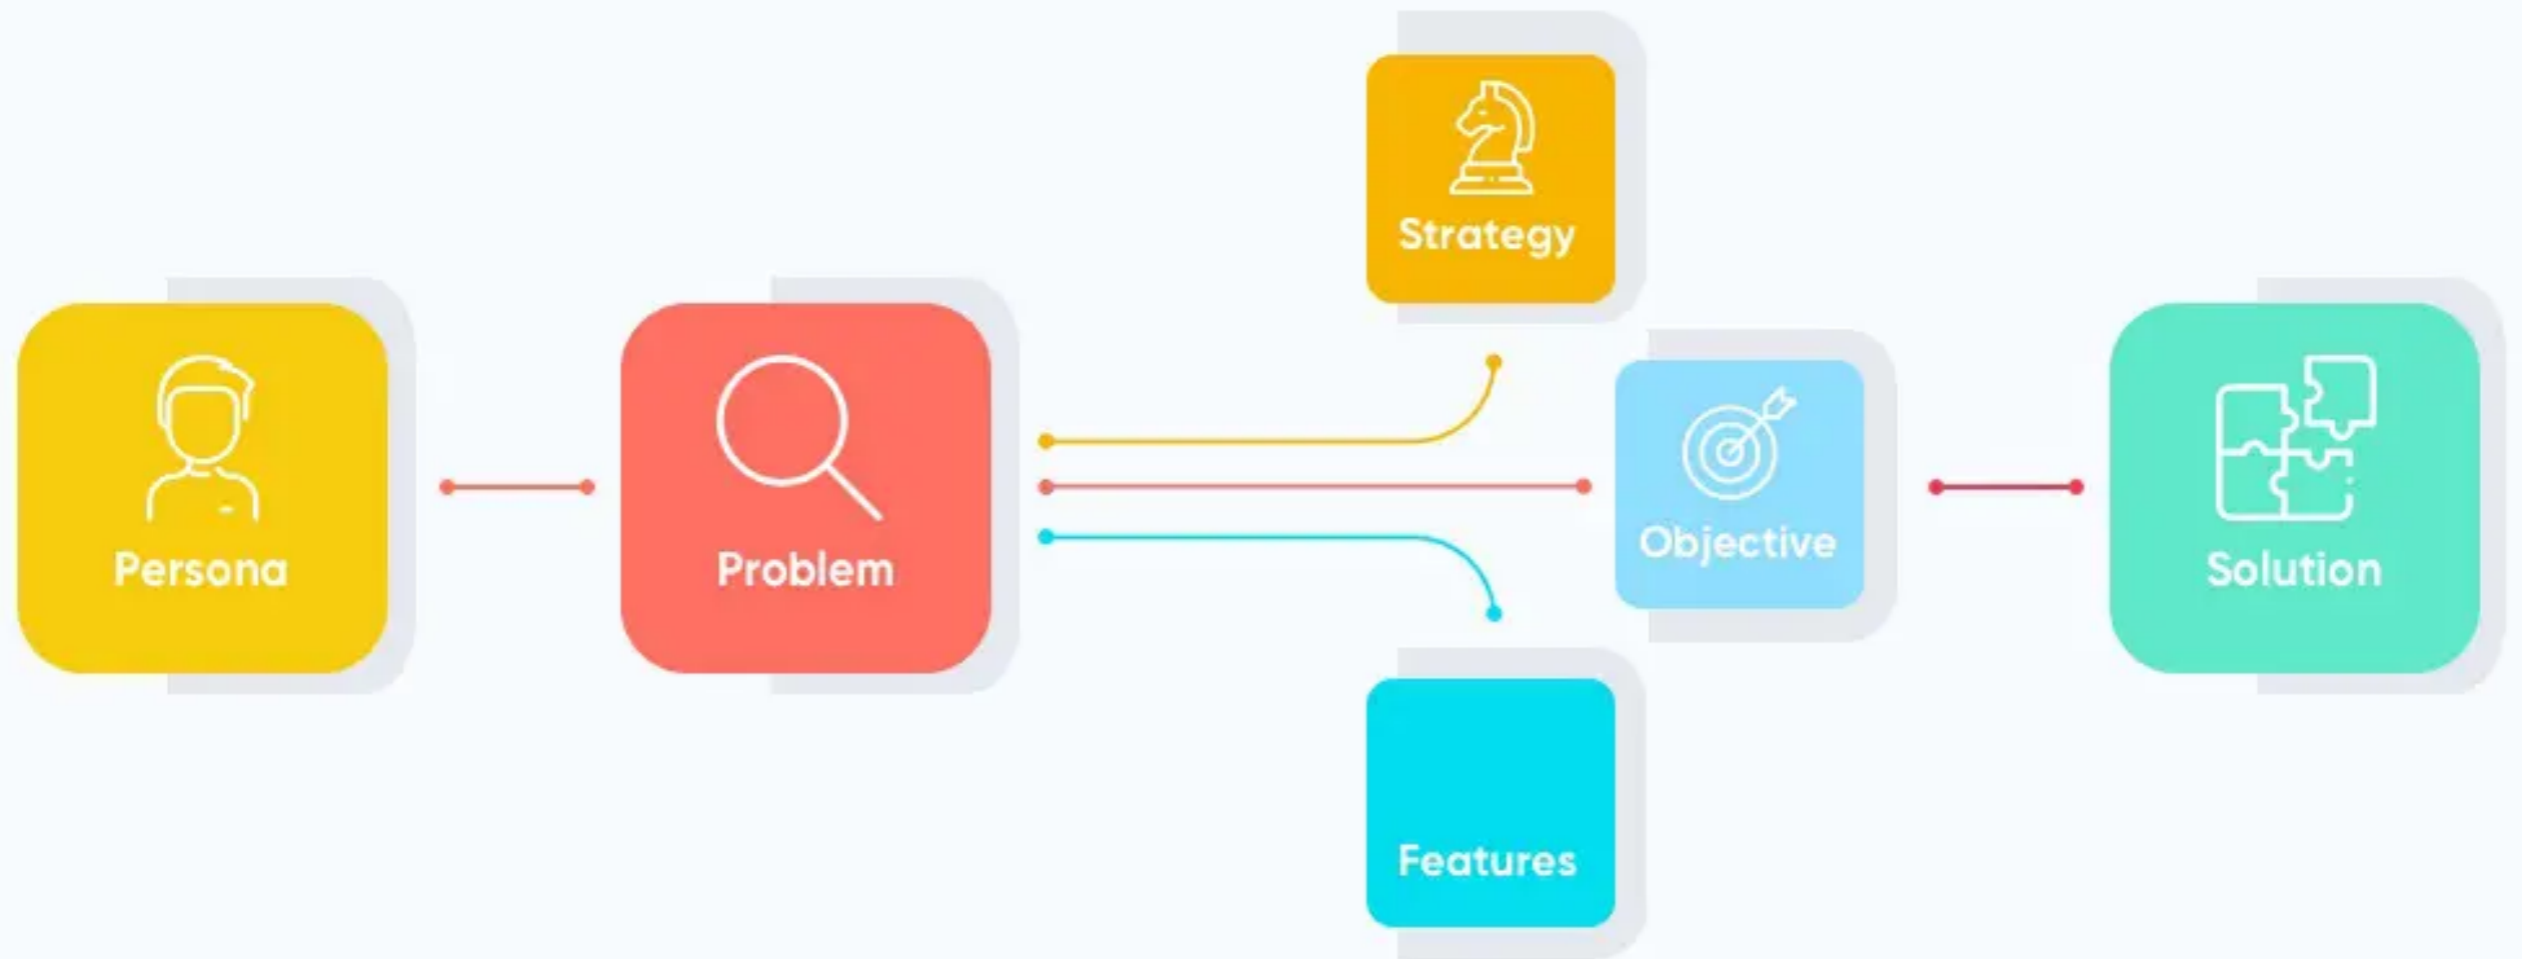 Persona
Problem
Strategy
Objective
Features
Solution